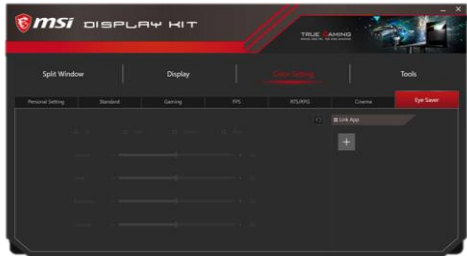 msi DISPLAY KIT
TRUE GAMING
Split Window
Display
Color Setting
Tools
Personal Setting
Standard
Gaming
FPS
RTS/RPG
Cinema
Eye Saver
Link App